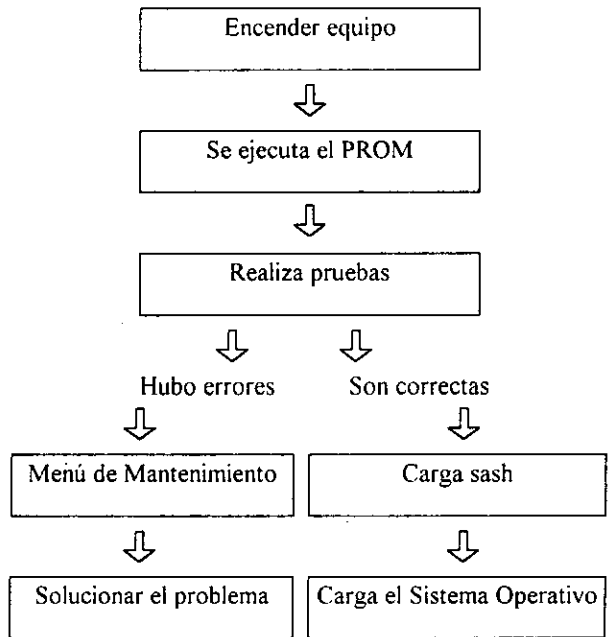 Encender equipo
Se ejecuta el PROM
Realiza pruebas
Hubo errores
Son correctas
Menú de Mantenimiento
Carga sash
Solucionar el problema
Carga el Sistema Operativo